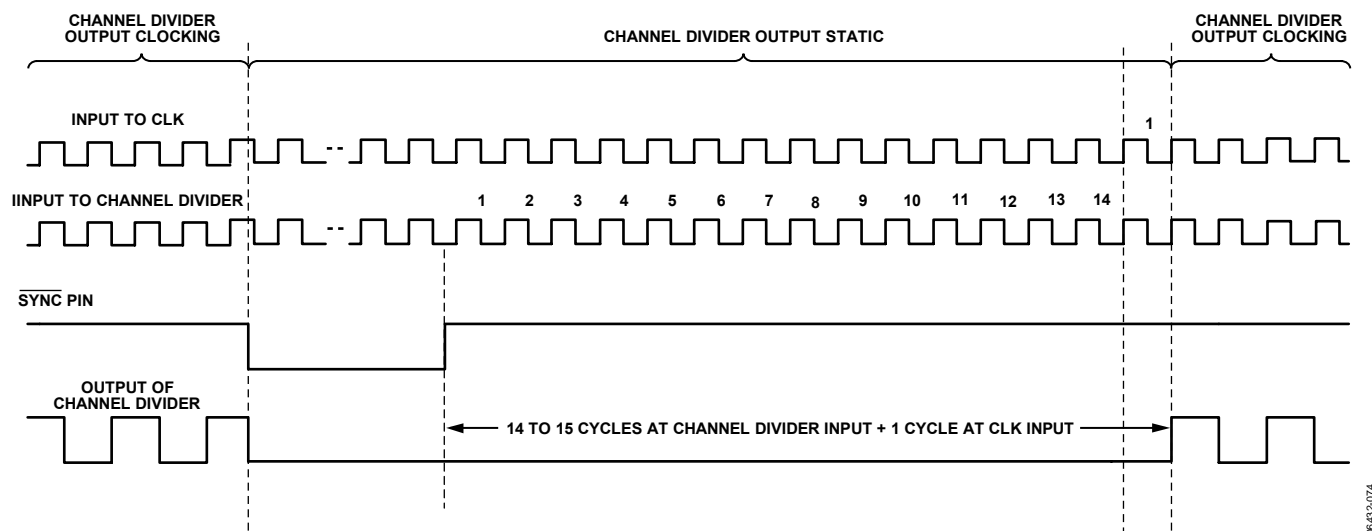 CHANNEL DIVIDER
OUTPUT CLOCKING
CHANNEL DIVIDER OUTPUT STATIC
CHANNEL DIVIDER
OUTPUT CLOCKING
INPUT TO CLK
1
IINPUT TO CHANNEL DIVIDER
1 2 3 4 5 6 7 8 9 10 11 12 13 14
SYNC PIN
OUTPUT OF
CHANNEL DIVIDER
14 TO 15 CYCLES AT CHANNEL DIVIDER INPUT + 1 CYCLE AT CLK INPUT